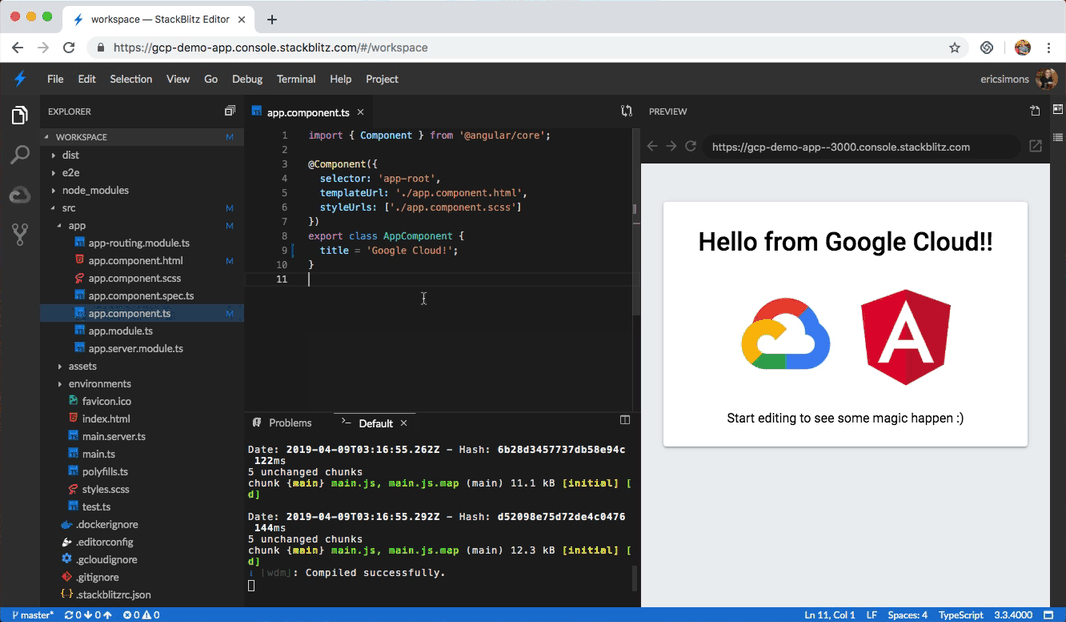 workspace — StackBlitz Editor
https://gcp-demo-app.console.stackblitz.com/#/workspace
File Edit Selection View Go Debug Terminal Help Project
ericsimons
EXPLORER
WORKSPACE M
dist
e2e
node_modules
src M
app M
app-routing.module.ts
app.component.html M
app.component.scss
app.component.spec.ts
app.component.ts M
app.module.ts
app.server.module.ts
assets
environments
favicon.ico
index.html
main.server.ts
main.ts
polyfills.ts
styles.scss
test.ts
.dockerignore
.editorconfig
.gcloudignore
.gitignore
.stackblitzrc.json
app.component.ts
1 import { Component } from '@angular/core';
2
3 @Component({
4 selector: 'app-root',
5 templateUrl: './app.component.html',
6 styleUrls: ['./app.component.scss']
7 })
8 export class AppComponent {
9 title = 'Google Cloud!';
10 }
11
Problems
Default
Date: 2019-04-09T03:16:55.262Z - Hash: 6b28d3457737db58e94c
122ms
5 unchanged chunks
chunk {main} main.js, main.js.map (main) 11.1 kB [initial] [
d]
Date: 2019-04-09T03:16:55.292Z - Hash: d52098e75d72de4c0476
144ms
5 unchanged chunks
chunk {main} main.js, main.js.map (main) 12.3 kB [initial] [
d]
i ｢wdm｣: Compiled successfully.
PREVIEW
https://gcp-demo-app--3000.console.stackblitz.com
Hello from Google Cloud!!
A
Start editing to see some magic happen :)
master* 0 0 0 0
Ln 11, Col 1 LF Spaces: 4 TypeScript 3.3.4000